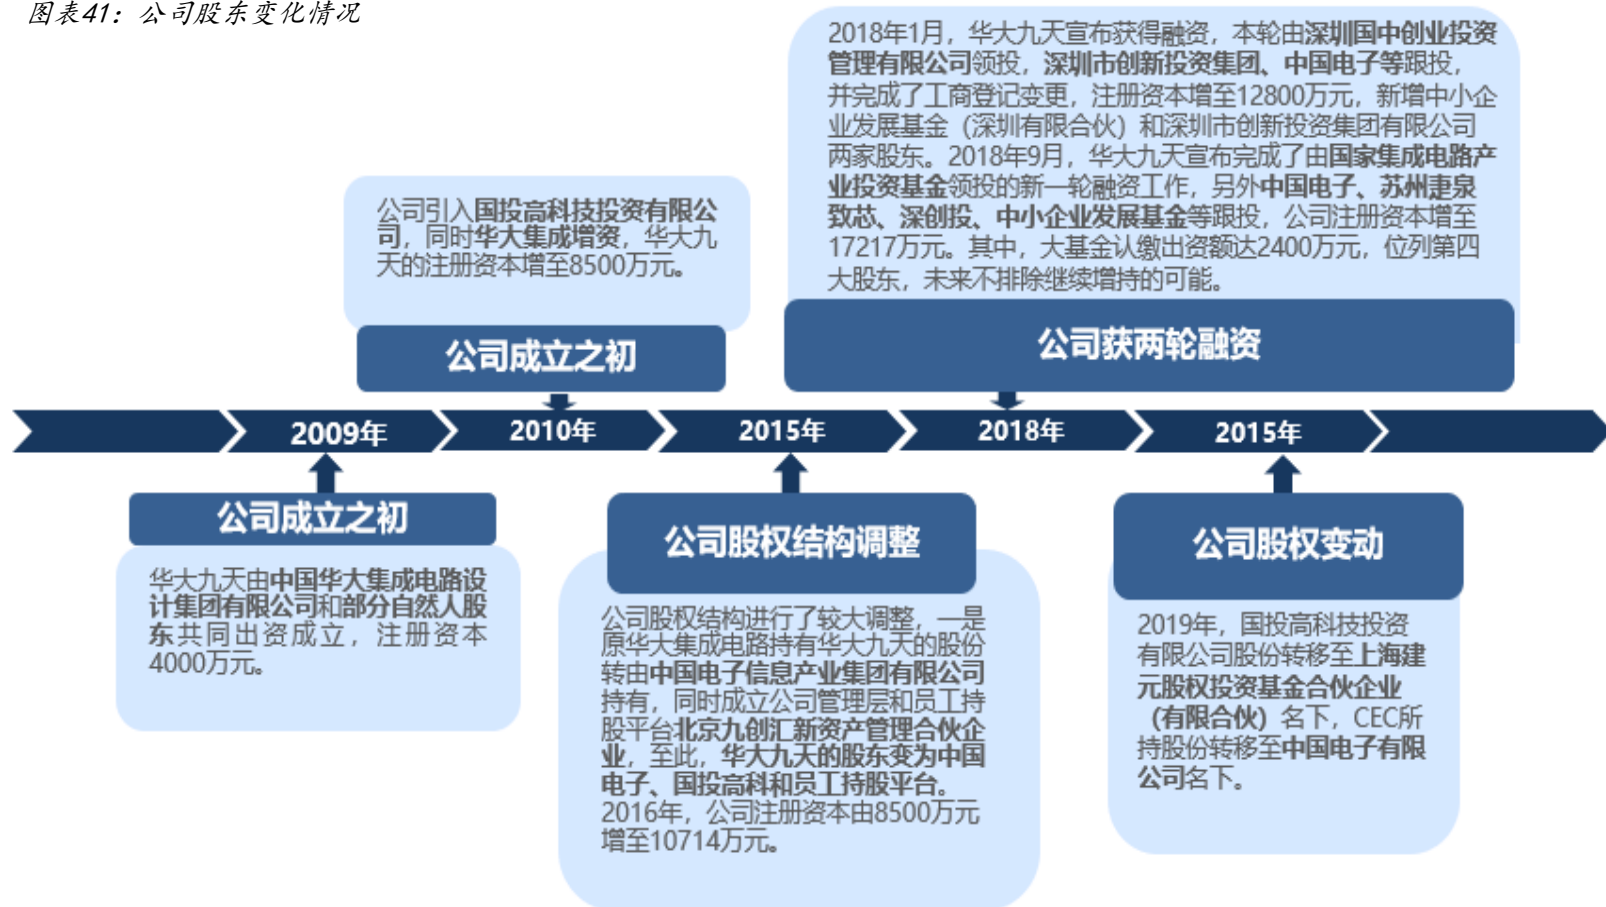 图表41：公司股东变化情况
2018年1月，华大九天宣布获得融资，本轮由深圳国中创业投资
管理有限公司领投，深圳市创新投资集团、中国电子等跟投，
并完成了工商登记变更，注册资本增至12800万元，新增中小企
业发展基金（深圳有限合伙）和深圳市创新投资集团有限公司
两家股东。2018年9月，华大九天宣布完成了由国家集成电路产
业投资基金领投的新一轮融资工作，另外中国电子、苏州疌泉
致芯、深创投、中小企业发展基金等跟投，公司注册资本增至
17217万元。其中，大基金认缴出资额达2400万元，位列第四
大股东，未来不排除继续增持的可能。
公司引入国投高科技投资有限公
司，同时华大集成增资，华大九
天的注册资本增至8500万元。
公司成立之初
公司获两轮融资
2009年
2010年
2015年
2018年
2015年
公司成立之初
华大九天由中国华大集成电路设
计集团有限公司和部分自然人股
东共同出资成立，注册资本
4000万元。
公司股权结构调整
公司股权结构进行了较大调整，一是
原华大集成电路持有华大九天的股份
转由中国电子信息产业集团有限公司
持有，同时成立公司管理层和员工持
股平台北京九创汇新资产管理合伙企
业，至此，华大九天的股东变为中国
电子、国投高科和员工持股平台。
2016年，公司注册资本由8500万元
增至10714万元。
公司股权变动
2019年，国投高科技投资
有限公司股份转移至上海建
元股权投资基金合伙企业
（有限合伙）名下，CEC所
持股份转移至中国电子有限
公司名下。